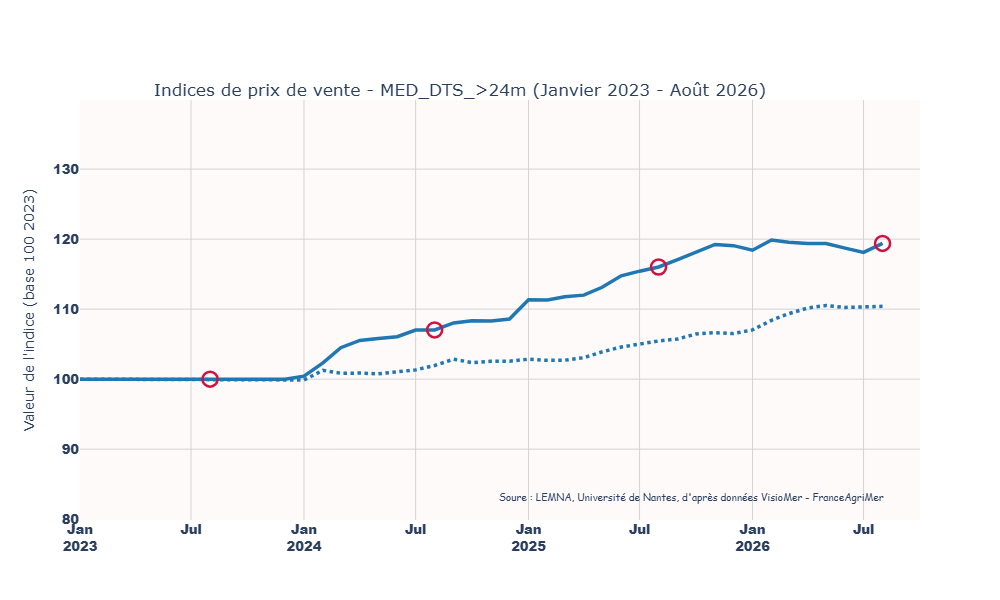 Indices de prix de vente - MED_DTS_>24m (Janvier 2023 - Août 2026)
Valeur de l'indice (base 100 2023)
130
120
110
100
90
80
Soure : LEMNA, Université de Nantes, d'après données VisioMer - FranceAgriMer
Jan Jul Jan Jul Jan Jul Jan Jul
2023 2024 2025 2026